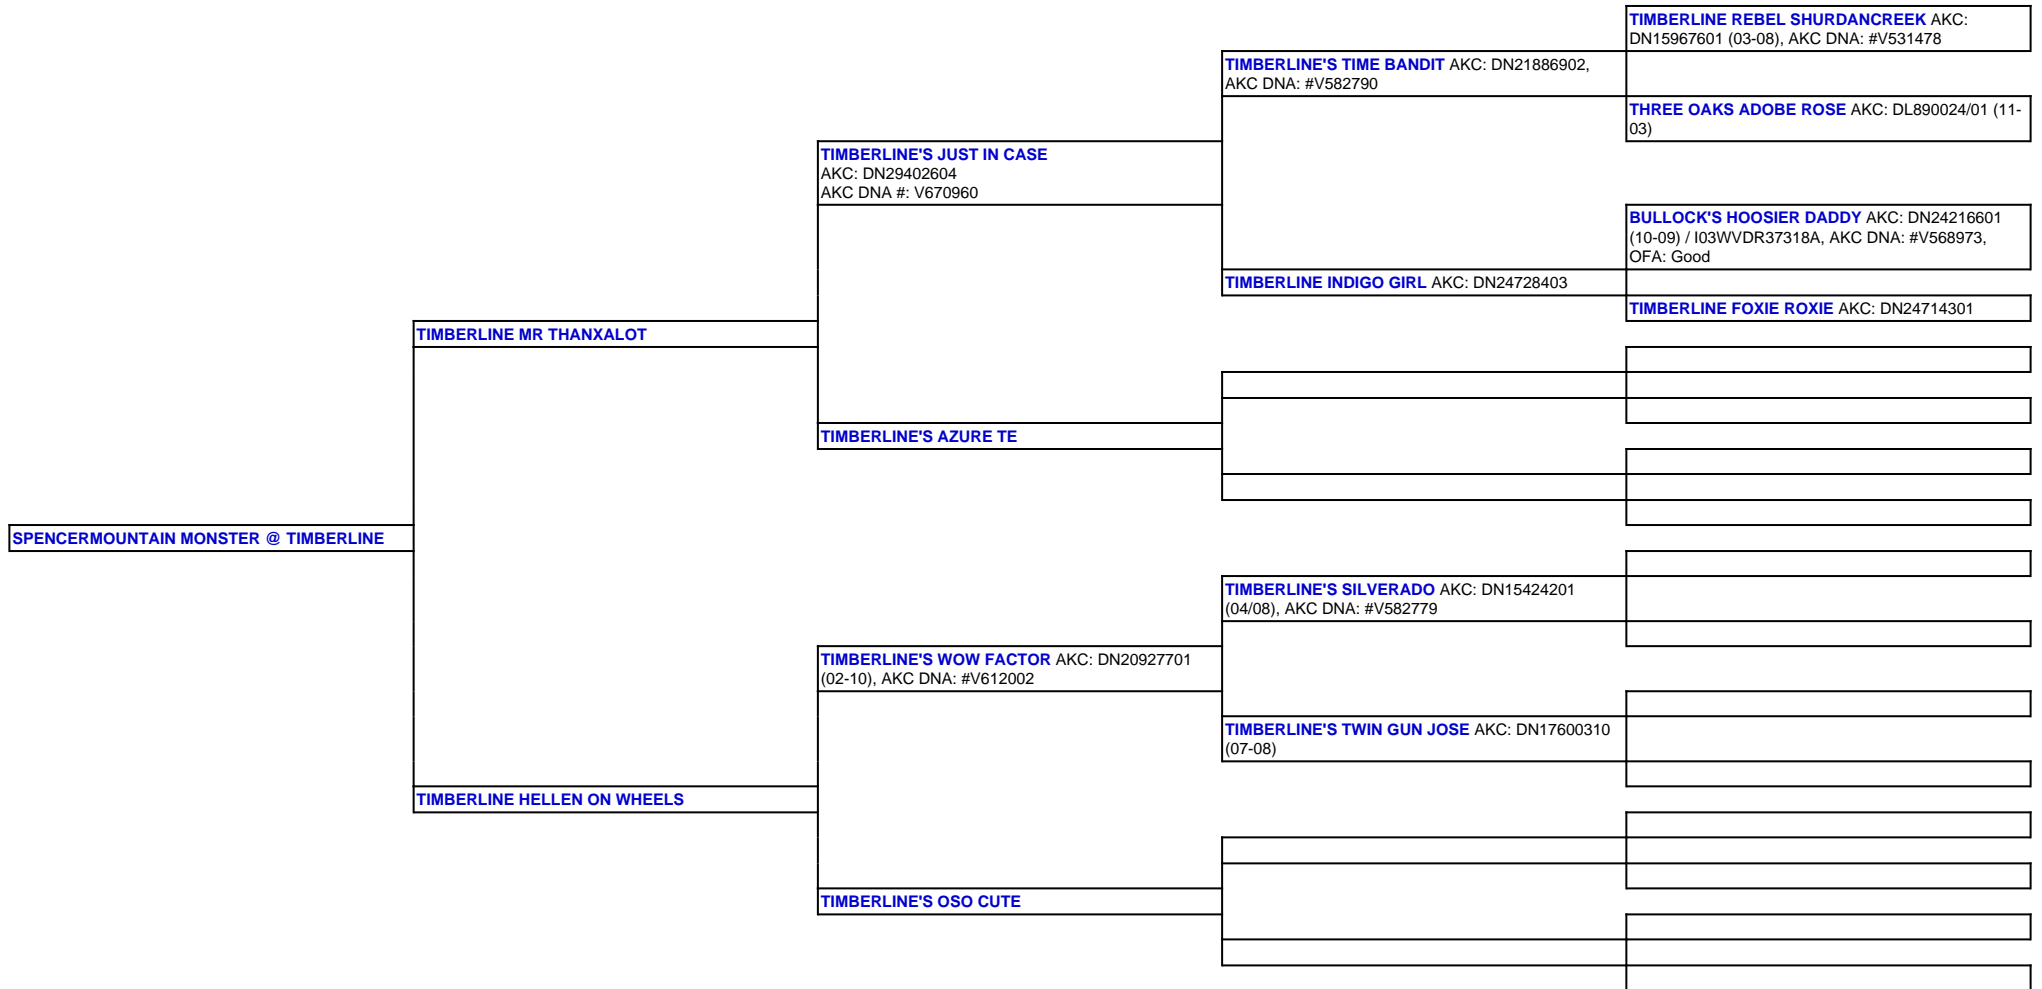 TIMBERLINE REBEL SHURDANCREEK AKC:
DN15967601 (03-08), AKC DNA: #V531478
TIMBERLINE'S TIME BANDIT AKC: DN21886902,
AKC DNA: #V582790
THREE OAKS ADOBE ROSE AKC: DL890024/01 (11-
03)
TIMBERLINE'S JUST IN CASE
AKC: DN29402604
AKC DNA #: V670960
BULLOCK'S HOOSIER DADDY AKC: DN24216601
(10-09) / I03WVDR37318A, AKC DNA: #V568973,
OFA: Good
TIMBERLINE INDIGO GIRL AKC: DN24728403
TIMBERLINE FOXIE ROXIE AKC: DN24714301
TIMBERLINE MR THANXALOT
TIMBERLINE'S AZURE TE
SPENCERMOUNTAIN MONSTER @ TIMBERLINE
TIMBERLINE'S SILVERADO AKC: DN15424201
(04/08), AKC DNA: #V582779
TIMBERLINE'S WOW FACTOR AKC: DN20927701
(02-10), AKC DNA: #V612002
TIMBERLINE'S TWIN GUN JOSE AKC: DN17600310
(07-08)
TIMBERLINE HELLEN ON WHEELS
TIMBERLINE'S OSO CUTE